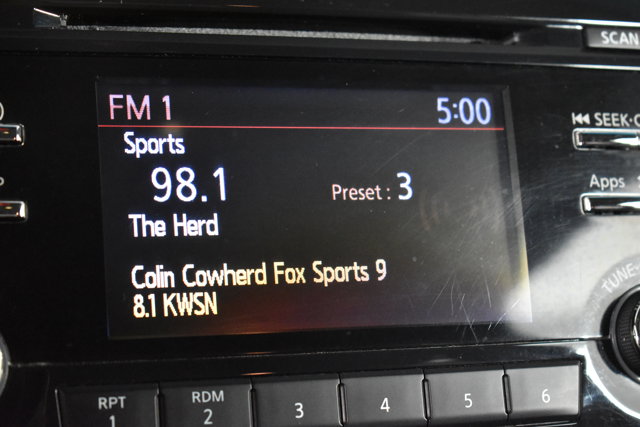 SCAN
FM 1 5:00
Sports
98.1 Preset : 3
SEEK
The Herd
Apps
Colin Cowherd Fox Sports 9
8.1 KWSN
TUNE
RPT
1
RDM
2
3 4 5 6